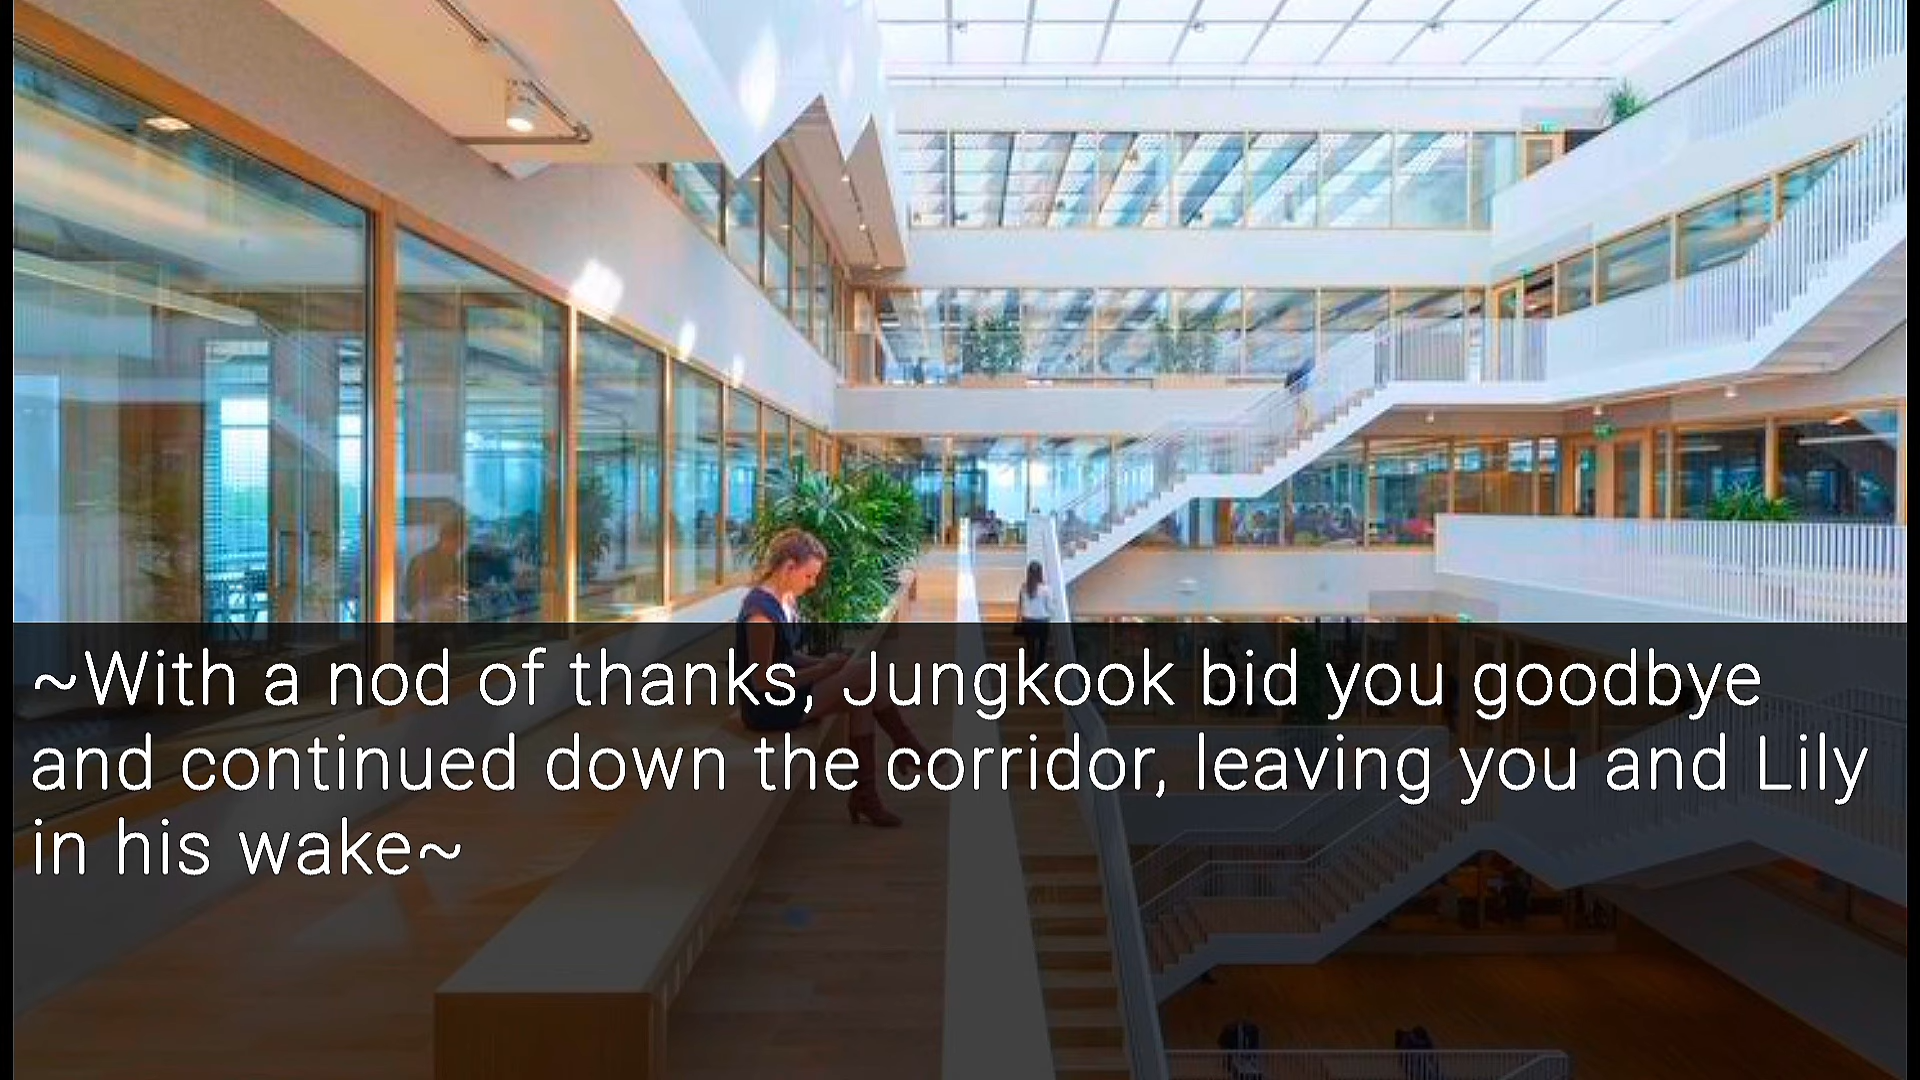 ~With a nod of thanks, Jungkook bid you goodbye
and continued down the corridor, leaving you and Lily
in his wake~